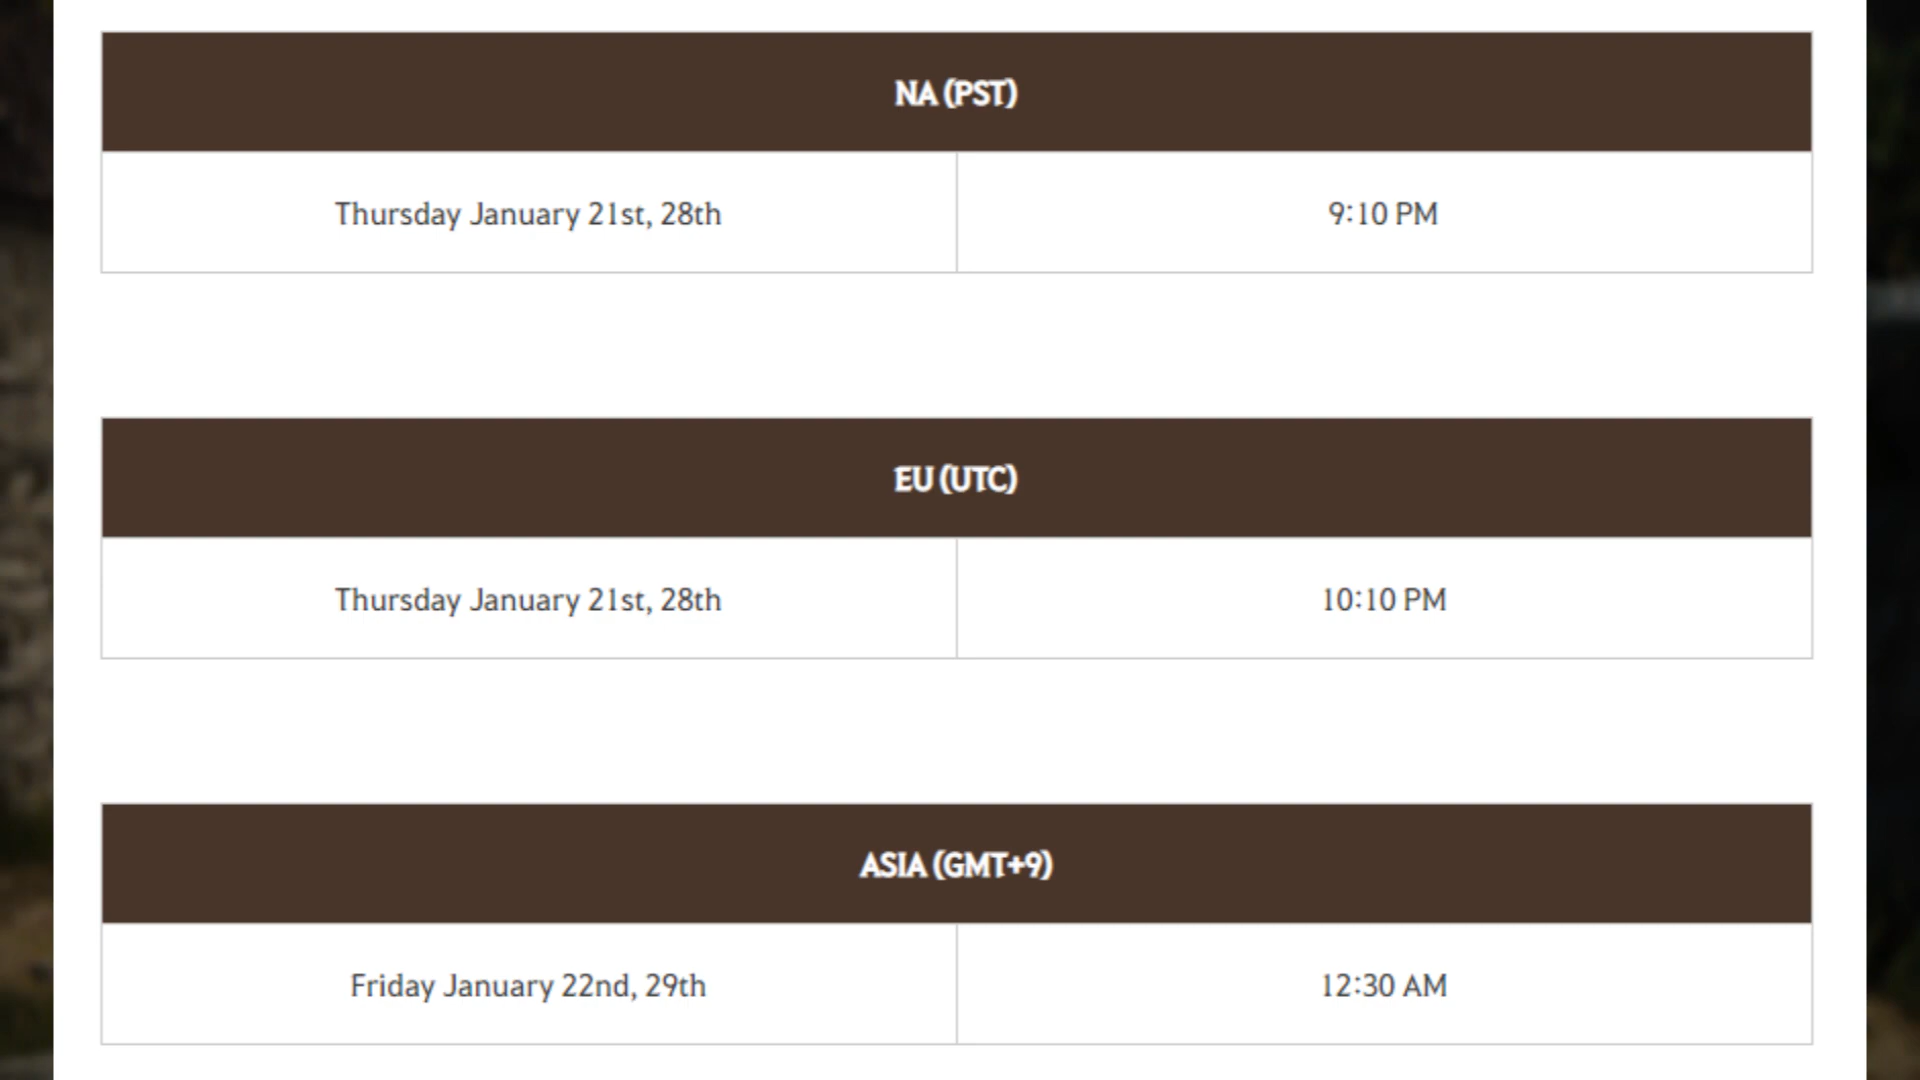 NA (PST)
Thursday January 21st, 28th
9:10 PM
EU (UTC)
Thursday January 21st, 28th
10:10 PM
ASIA (GMT+9)
Friday January 22nd, 29th
12:30 AM